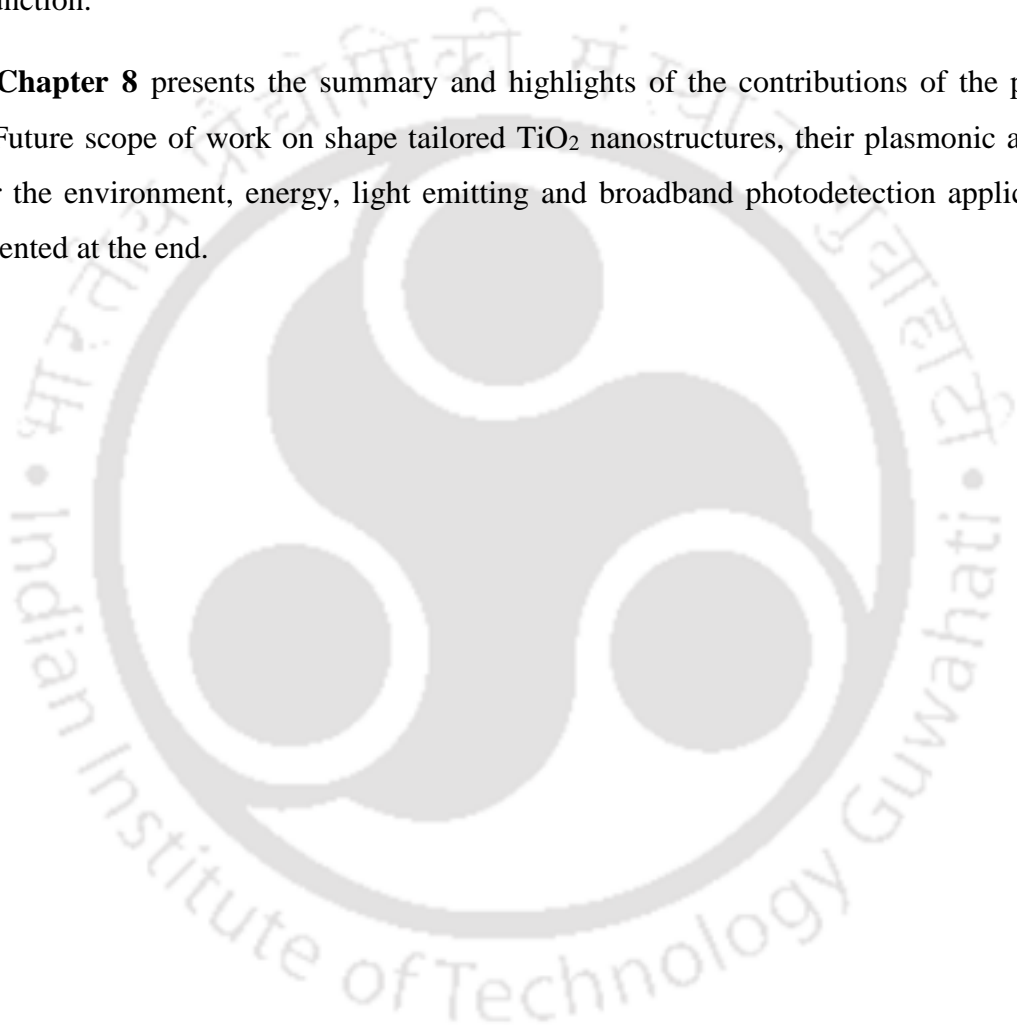 nction.
Chapter 8 presents the summary and highlights of the contributions of the p
Future scope of work on shape tailored TiO₂ nanostructures, their plasmonic a
r the environment, energy, light emitting and broadband photodetection applic
ented at the end.
भारतीय प्रौद्योगिकी संस्थान गुवाहाटी
Indian Institute of Technology Guwahati